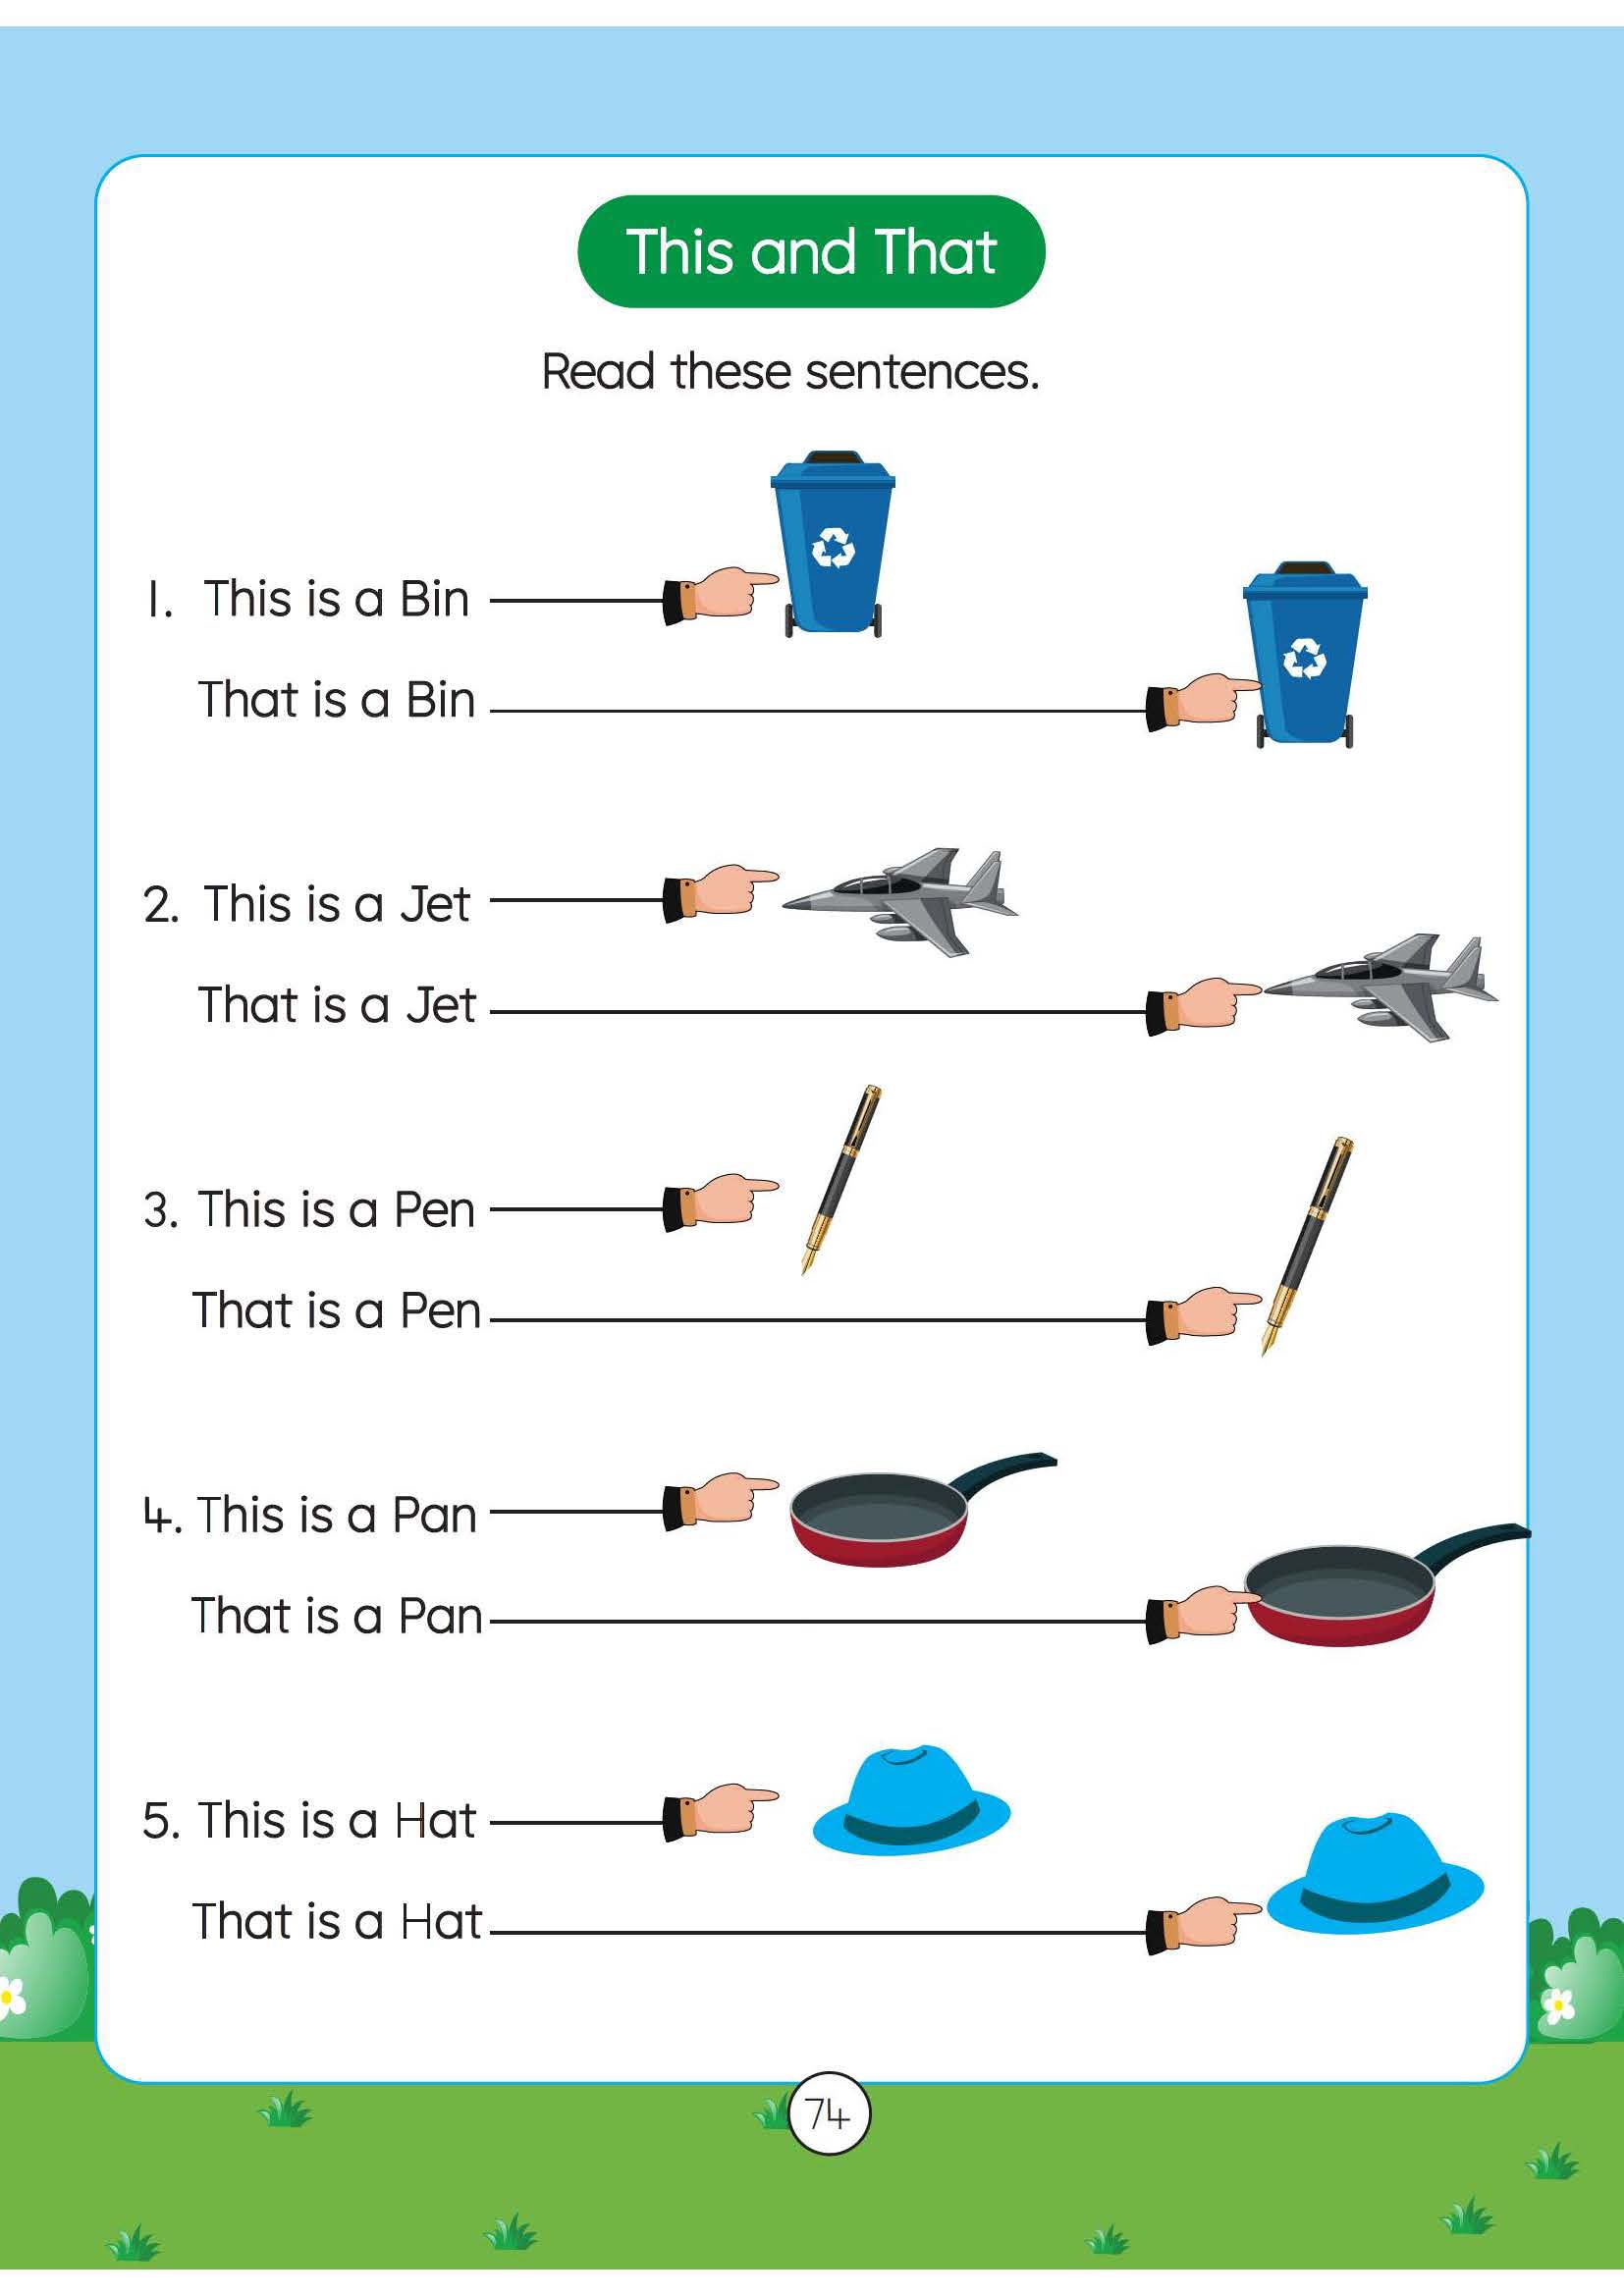 This and That
Read these sentences.
1. This is a Bin
That is a Bin
2. This is a Jet
That is a Jet
3. This is a Pen
That is a Pen
4. This is a Pan
That is a Pan
5. This is a Hat
That is a Hat
74